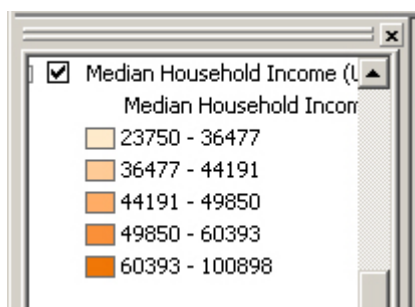 Median Household Income (U
Median Household Incom
23750 - 36477
36477 - 44191
44191 - 49850
49850 - 60393
60393 - 100898